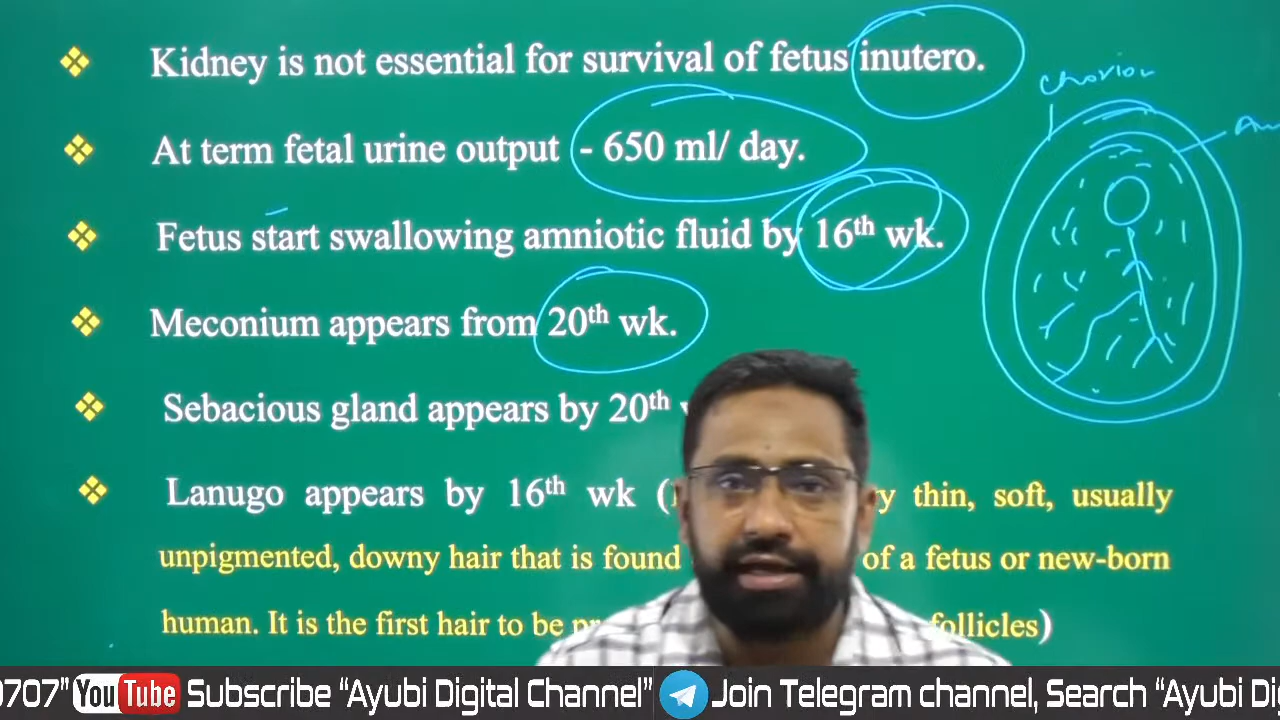 ❖ Kidney is not essential for survival of fetus inutero.
❖ At term fetal urine output - 650 ml/ day.
❖ Fetus start swallowing amniotic fluid by 16th wk.
❖ Meconium appears from 20th wk.
❖ Sebacious gland appears by 20th
❖ Lanugo appears by 16th wk ( thin, soft, usually
unpigmented, downy hair that is found of a fetus or new-born
human. It is the first hair to be follicles)
Chorion
0707” YouTube Subscribe “Ayubi Digital Channel” Join Telegram channel, Search “Ayubi Dig